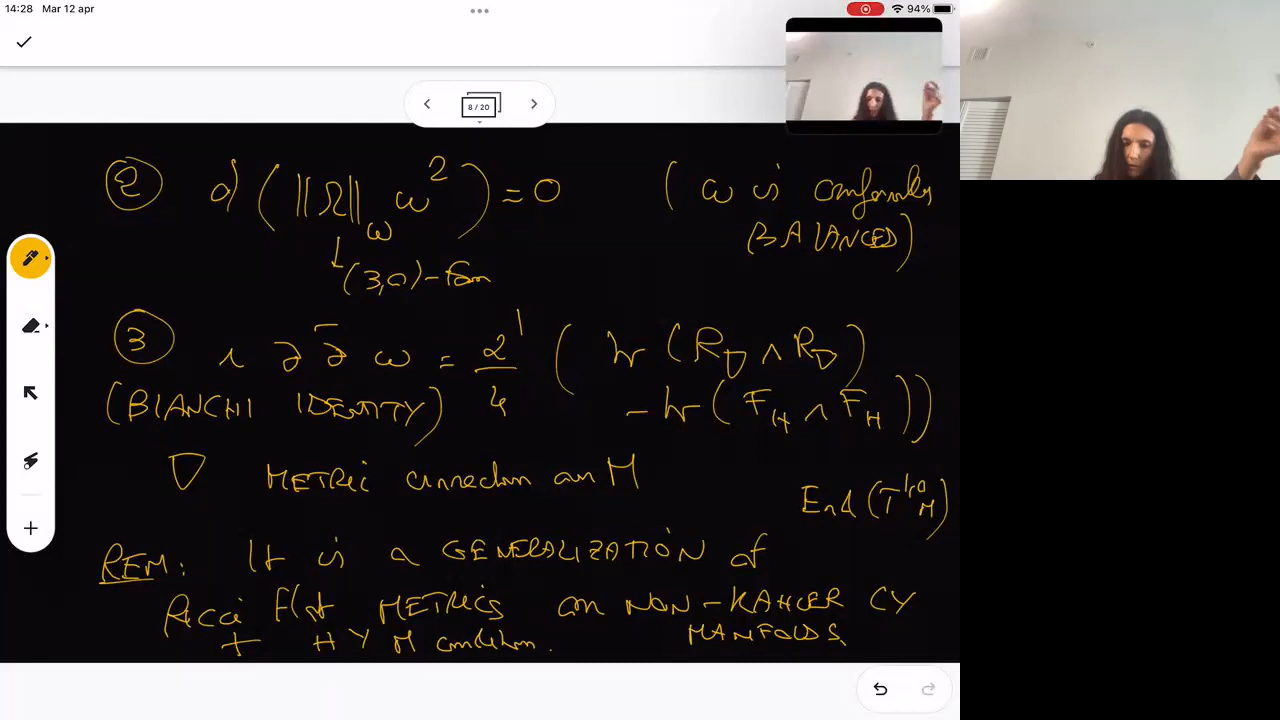 14:28 Mar 12 apr
94%
8 / 20
② d(||Ω||_ω ω²) = 0 (ω is conformally
BALANCED)
↓ (3,0)-Form
③ i ∂∂̄ ω = α'/4 ( tr (R_∇ ∧ R_∇)
(BIANCHI IDENTITY) - tr (F_H ∧ F_H))
∇ METRIC connection on M
End (T^{1,0} M)
REM: It is a GENERALIZATION of
Ricci Flat METRICS on NON-KAHLER CY
+ HYM condition. MANIFOLDS.